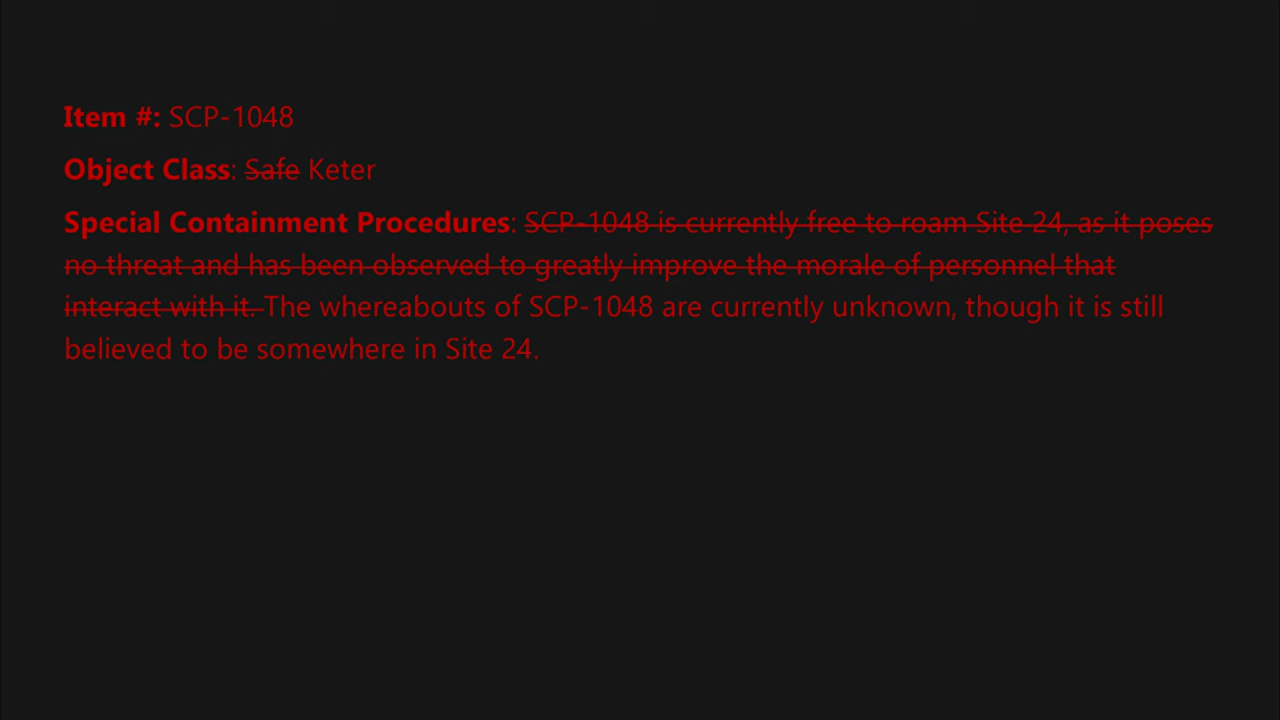 Item #: SCP-1048
Object Class: Safe Keter
Special Containment Procedures: SCP-1048 is currently free to roam Site 24, as it poses
no threat and has been observed to greatly improve the morale of personnel that
interact with it. The whereabouts of SCP-1048 are currently unknown, though it is still
believed to be somewhere in Site 24.